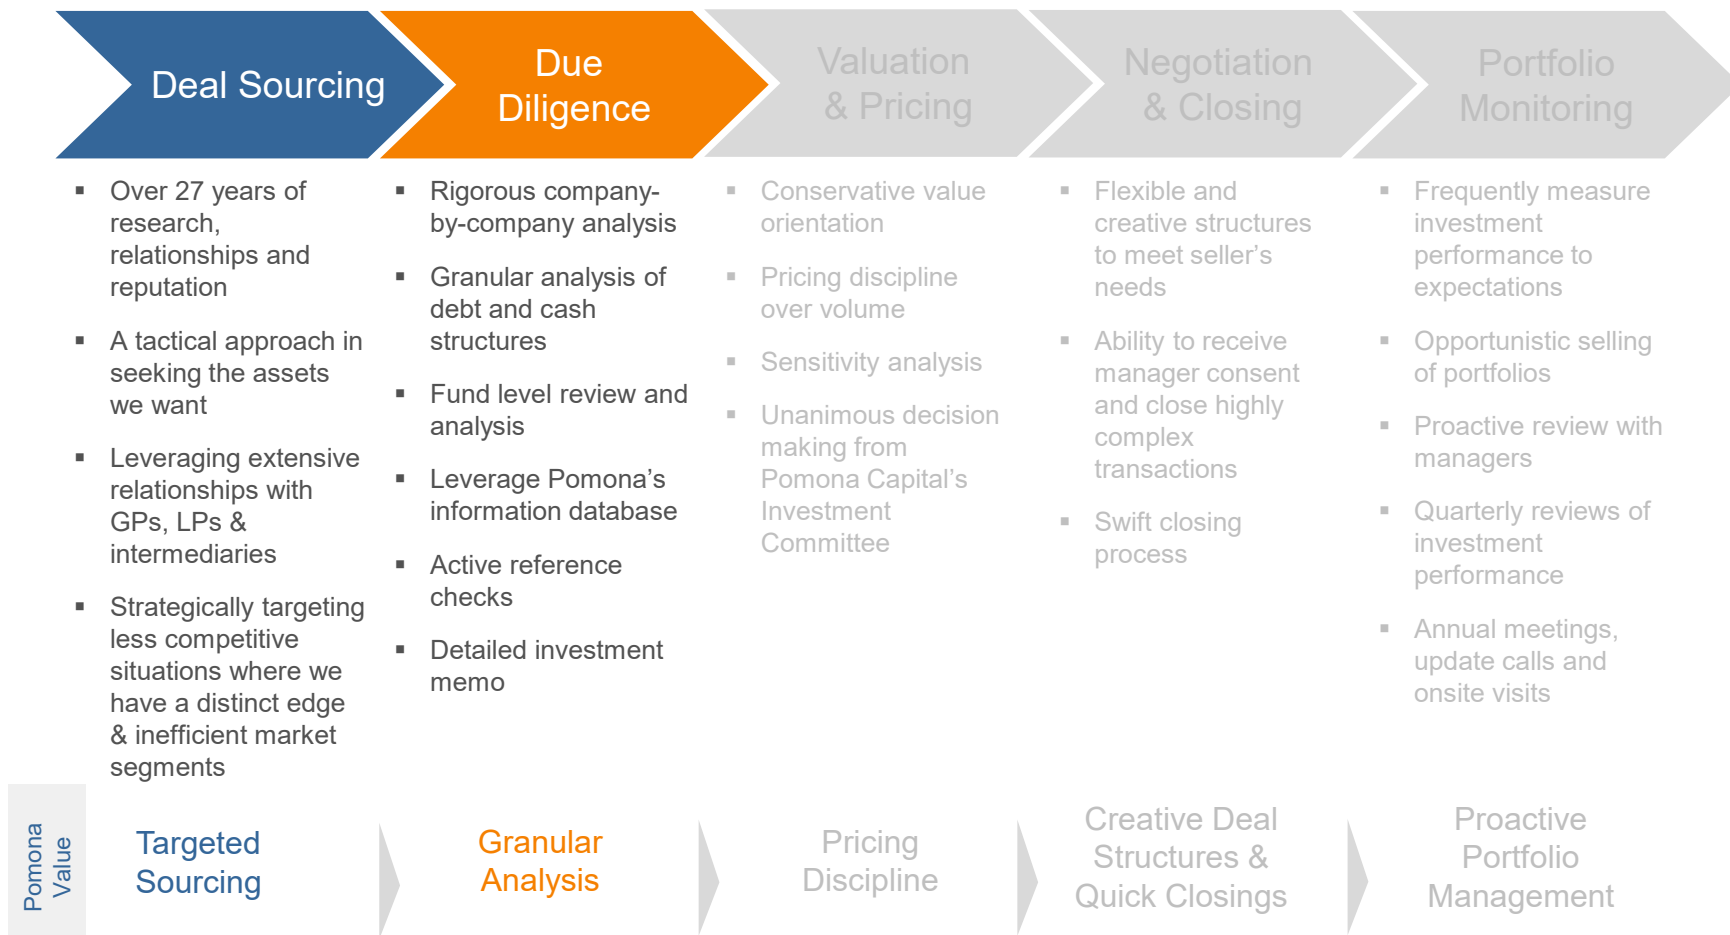 Deal Sourcing
Due
Diligence
Valuation
& Pricing
Negotiation
& Closing
Portfolio
Monitoring
▪ Over 27 years of
research,
relationships and
reputation
▪ A tactical approach in
seeking the assets
we want
▪ Leveraging extensive
relationships with
GPs, LPs &
intermediaries
▪ Strategically targeting
less competitive
situations where we
have a distinct edge
& inefficient market
segments
▪ Rigorous company-
by-company analysis
▪ Granular analysis of
debt and cash
structures
▪ Fund level review and
analysis
▪ Leverage Pomona’s
information database
▪ Active reference
checks
▪ Detailed investment
memo
▪ Conservative value
orientation
▪ Pricing discipline
over volume
▪ Sensitivity analysis
▪ Unanimous decision
making from
Pomona Capital’s
Investment
Committee
▪ Flexible and
creative structures
to meet seller’s
needs
▪ Ability to receive
manager consent
and close highly
complex
transactions
▪ Swift closing
process
▪ Frequently measure
investment
performance to
expectations
▪ Opportunistic selling
of portfolios
▪ Proactive review with
managers
▪ Quarterly reviews of
investment
performance
▪ Annual meetings,
update calls and
onsite visits
Pomona
Value
Targeted
Sourcing
Granular
Analysis
Pricing
Discipline
Creative Deal
Structures &
Quick Closings
Proactive
Portfolio
Management